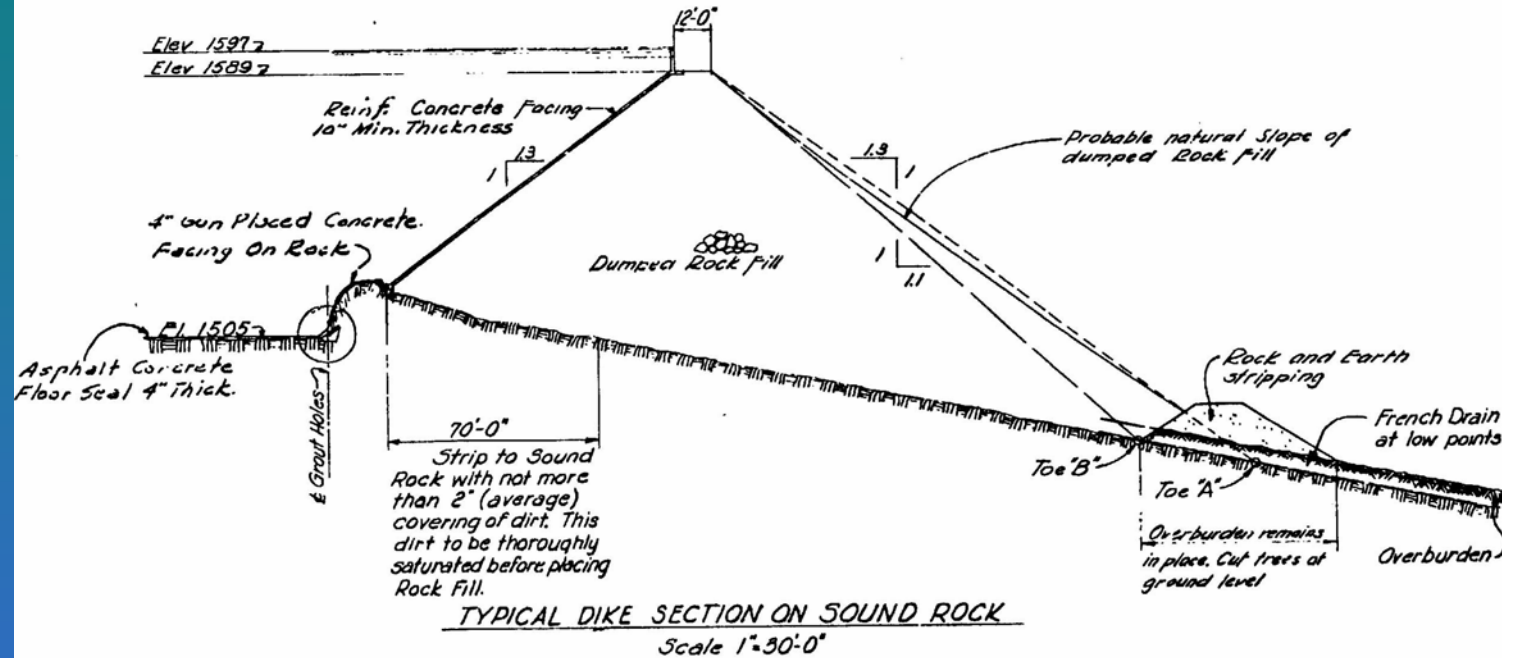 12'-0"
Elev 1597
Elev 1589
Reinf. Concrete Facing
10" Min. Thickness
1.3
1
1.3
1
Probable natural Slope of
dumped Rock fill
4" Gun Placed Concrete.
Facing On Rock
Dumped Rock Fill
1
1.1
El. 1505
Asphalt Concrete
Floor Seal 4" Thick.
Rock and Earth
stripping
French Drain
at low points
70'-0"
℄ Grout Holes
Strip to Sound
Rock with not more
than 2" (average)
covering of dirt. This
dirt to be thoroughly
saturated before placing
Rock Fill.
Toe "B"
Toe "A"
Overburden remains
in place. Cut trees at
ground level
Overburden
TYPICAL DIKE SECTION ON SOUND ROCK
Scale 1"=30'-0"